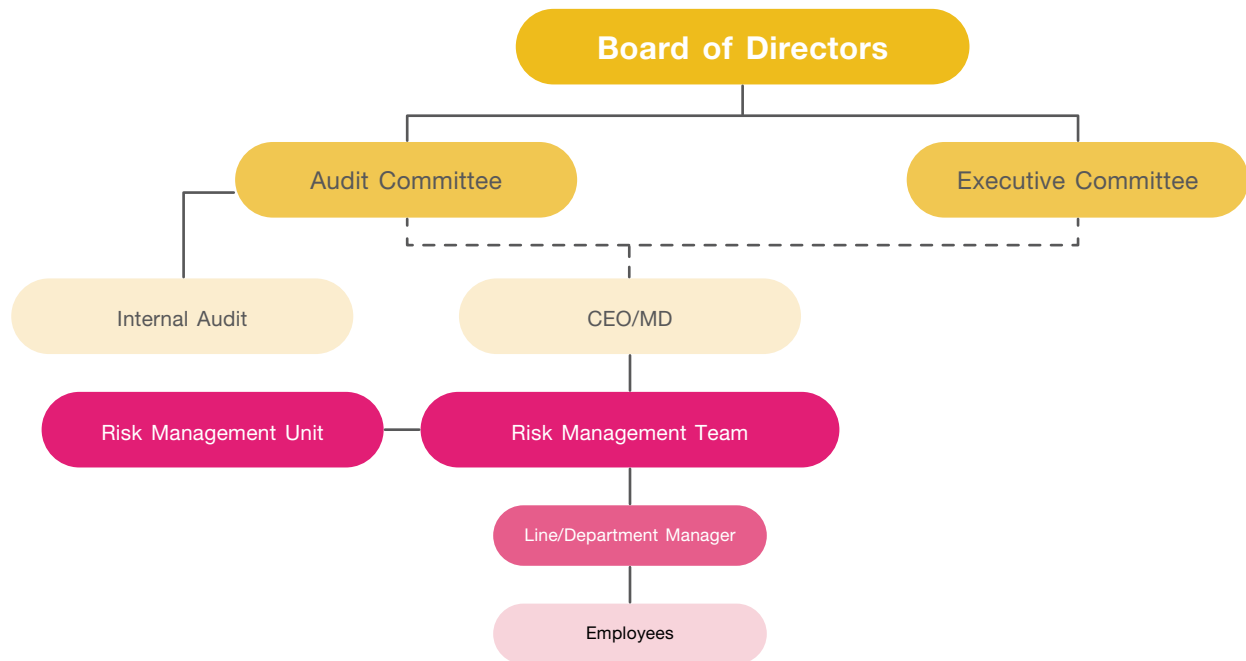 Board of Directors
Audit Committee
Executive Committee
Internal Audit
CEO/MD
Risk Management Unit
Risk Management Team
Line/Department Manager
Employees